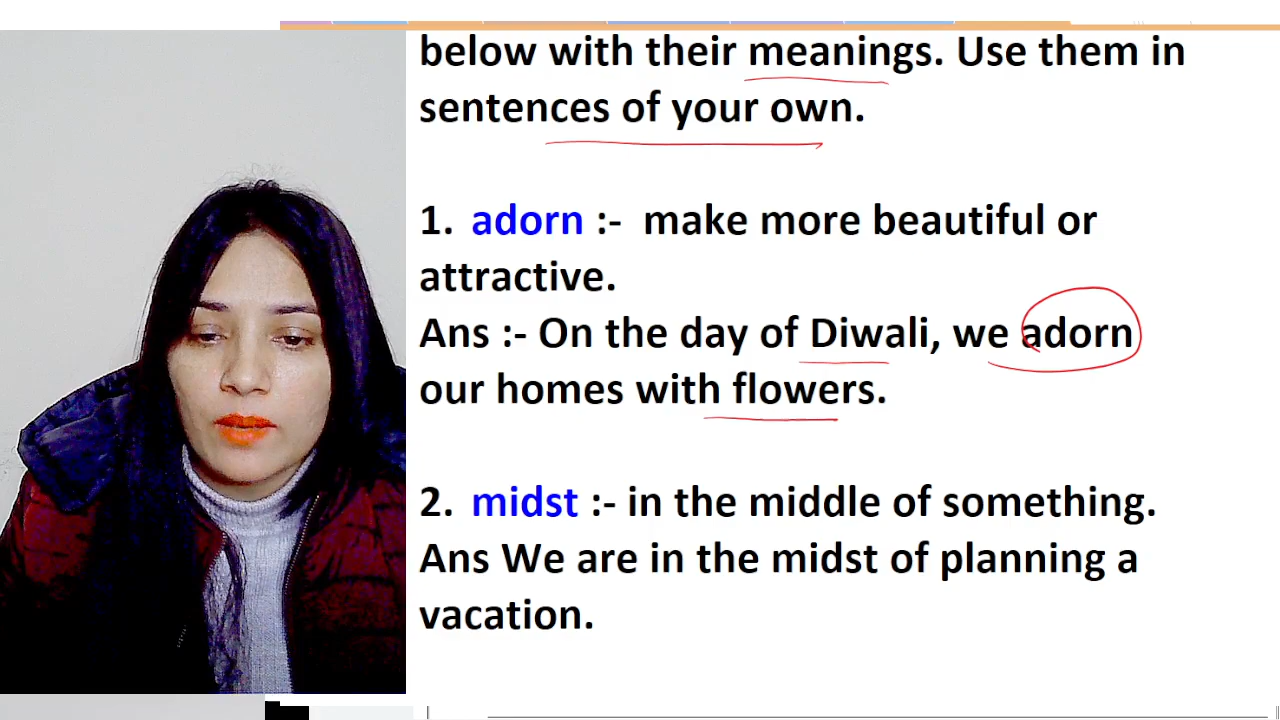 below with their meanings. Use them in
sentences of your own.
1. adorn :- make more beautiful or
attractive.
Ans :- On the day of Diwali, we adorn
our homes with flowers.
2. midst :- in the middle of something.
Ans We are in the midst of planning a
vacation.